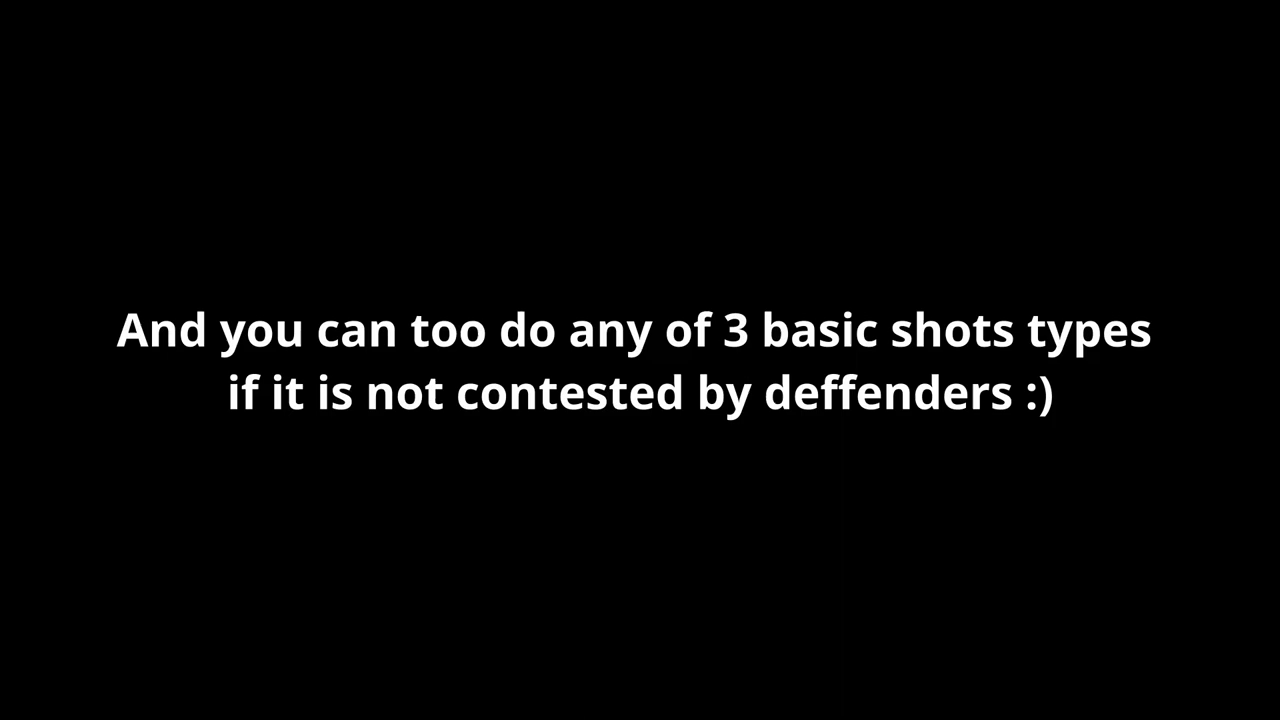 And you can too do any of 3 basic shots types
if it is not contested by deffenders :)